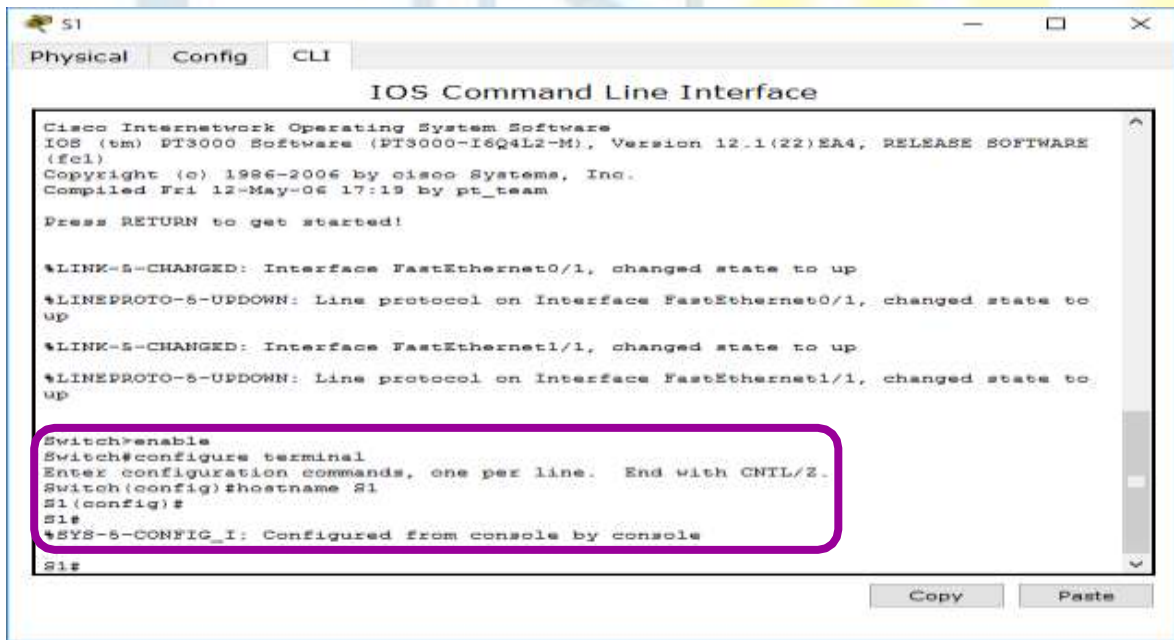 S1
Physical Config CLI
IOS Command Line Interface
Cisco Internetwork Operating System Software
IOS (tm) PT3000 Software (PT3000-I6Q4L2-M), Version 12.1(22)EA4, RELEASE SOFTWARE
(fc1)
Copyright (c) 1986-2006 by cisco Systems, Inc.
Compiled Fri 12-May-06 17:19 by pt_team
Press RETURN to get started!
%LINK-5-CHANGED: Interface FastEthernet0/1, changed state to up
%LINEPROTO-5-UPDOWN: Line protocol on Interface FastEthernet0/1, changed state to
up
%LINK-5-CHANGED: Interface FastEthernet1/1, changed state to up
%LINEPROTO-5-UPDOWN: Line protocol on Interface FastEthernet1/1, changed state to
up
Switch>enable
Switch#configure terminal
Enter configuration commands, one per line. End with CNTL/Z.
Switch(config)#hostname S1
S1(config)#
S1#
%SYS-5-CONFIG_I: Configured from console by console
S1#
Copy Paste